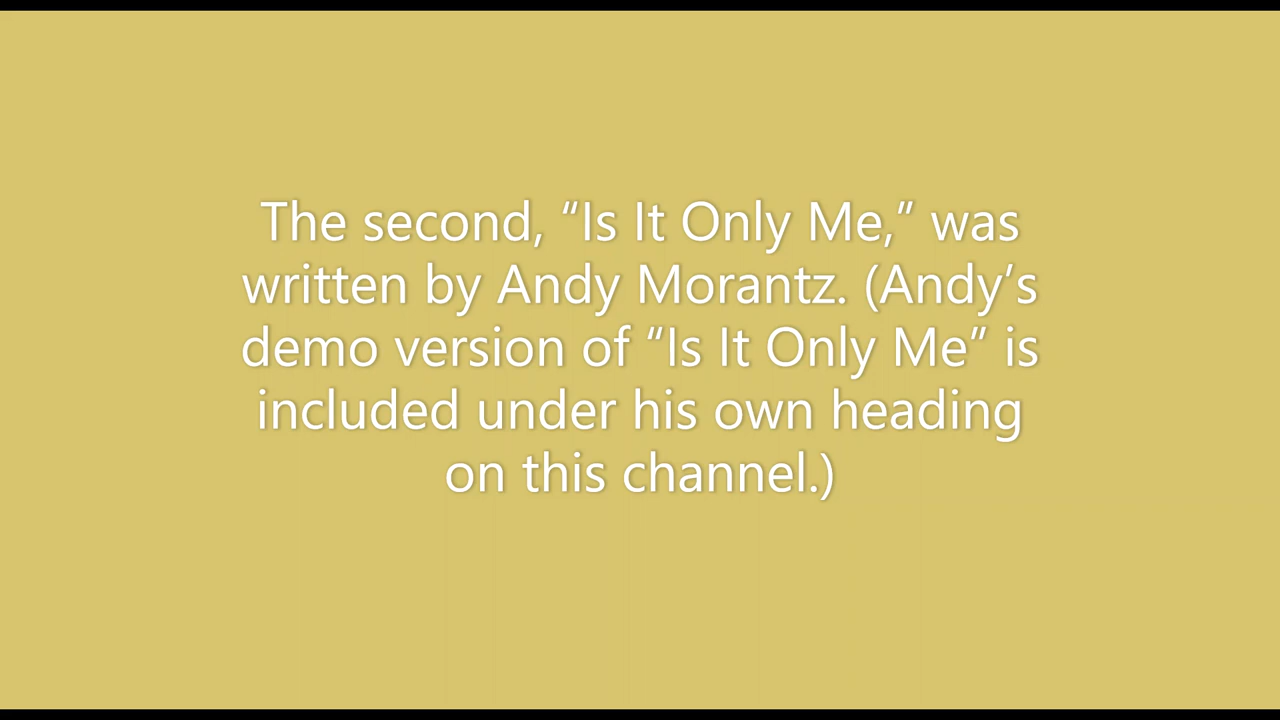 The second, “Is It Only Me,” was
written by Andy Morantz. (Andy’s
demo version of “Is It Only Me” is
included under his own heading
on this channel.)